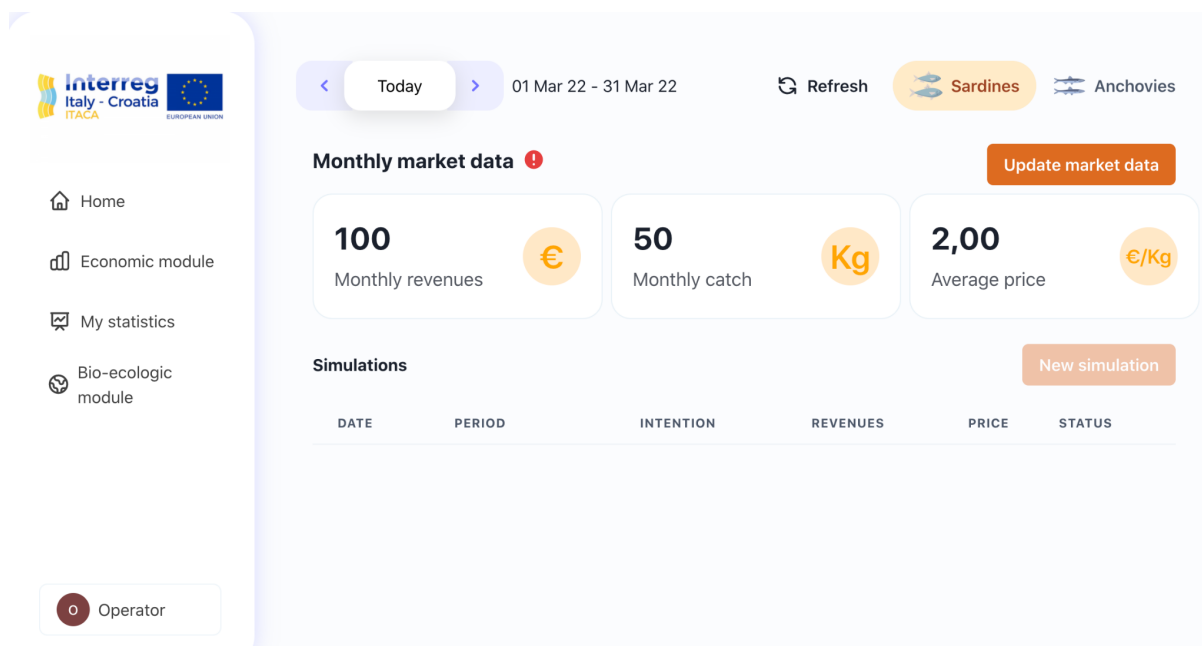 Interreg
Italy - Croatia
ITACA
EUROPEAN UNION
Home
Economic module
My statistics
Bio-ecologic
module
O Operator
Today 01 Mar 22 - 31 Mar 22 Refresh Sardines Anchovies
Monthly market data Update market data
100
Monthly revenues
€
50
Monthly catch
Kg
2,00
Average price
€/Kg
Simulations New simulation
DATE PERIOD INTENTION REVENUES PRICE STATUS